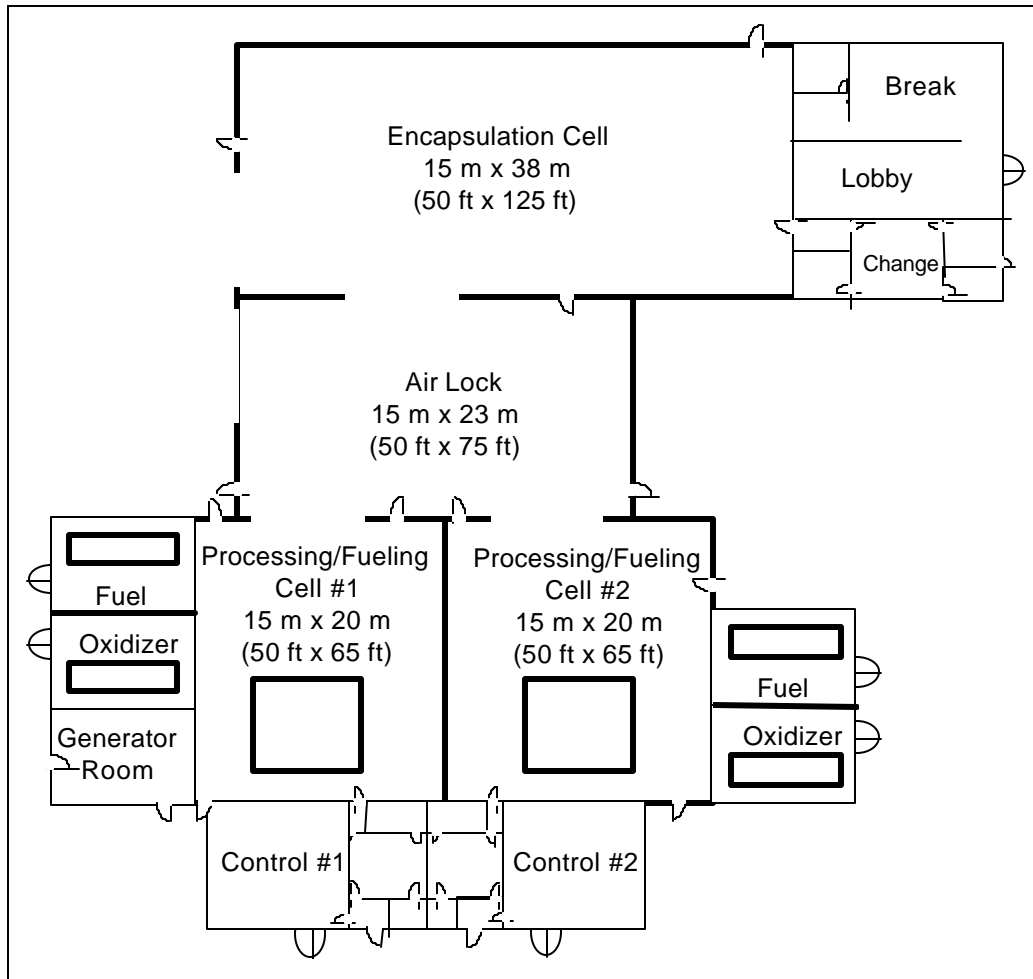 Break
Encapsulation Cell
15 m x 38 m
(50 ft x 125 ft)
Lobby
Change
Air Lock
15 m x 23 m
(50 ft x 75 ft)
Processing/Fueling
Cell #1
15 m x 20 m
(50 ft x 65 ft)
Processing/Fueling
Cell #2
15 m x 20 m
(50 ft x 65 ft)
Fuel
Oxidizer
Generator
Room
Fuel
Oxidizer
Control #1
Control #2